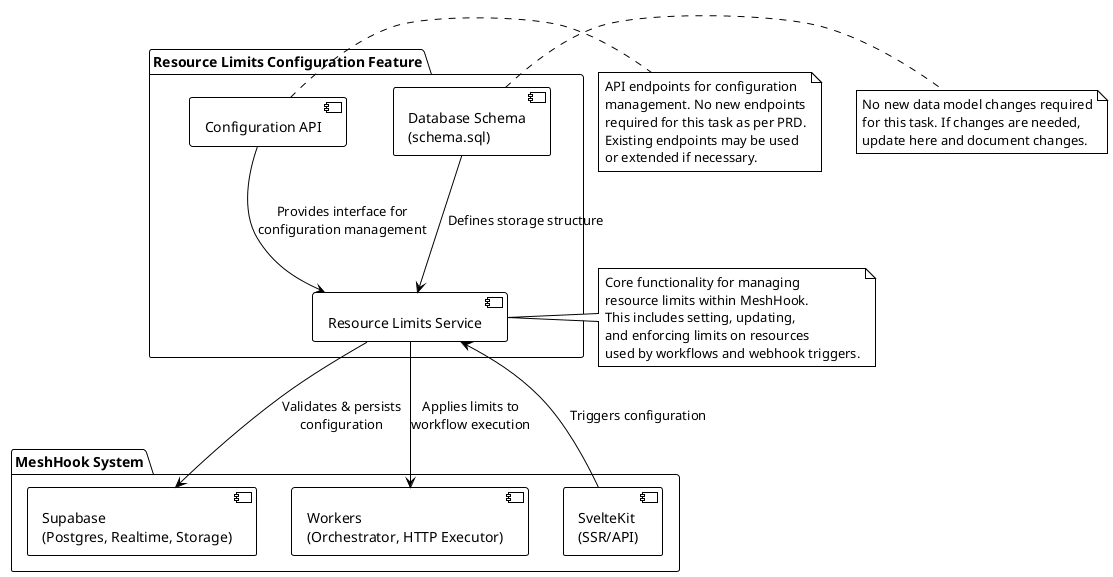 Resource Limits Configuration Feature
Configuration API
Database Schema
(schema.sql)
API endpoints for configuration
management. No new endpoints
required for this task as per PRD.
Existing endpoints may be used
or extended if necessary.
No new data model changes required
for this task. If changes are needed,
update here and document changes.
Provides interface for
configuration management
Defines storage structure
Resource Limits Service
Core functionality for managing
resource limits within MeshHook.
This includes setting, updating,
and enforcing limits on resources
used by workflows and webhook triggers.
Validates & persists
configuration
Applies limits to
workflow execution
Triggers configuration
MeshHook System
Supabase
(Postgres, Realtime, Storage)
Workers
(Orchestrator, HTTP Executor)
SvelteKit
(SSR/API)